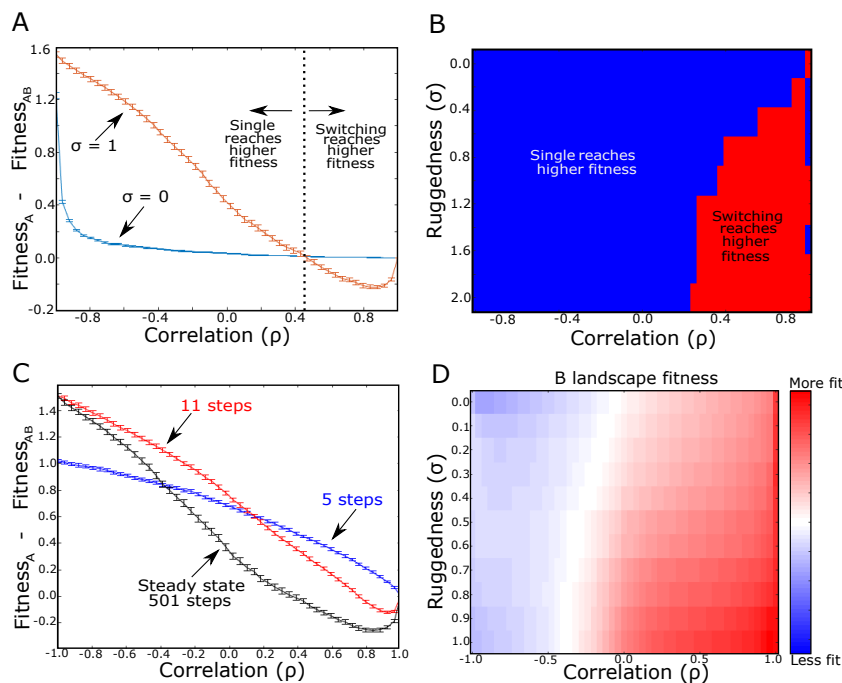 A
1.6
1.2
0.8
0.4
0.0
-0.2
Fitness_A - Fitness_AB
σ = 1
σ = 0
Single
reaches
higher
fitness
Switching
reaches
higher
fitness
-0.8
-0.4
0.0
0.4
0.8
Correlation (ρ)
B
0.0
0.4
0.8
1.2
1.6
2.0
Ruggedness (σ)
Single reaches
higher fitness
Switching
reaches
higher
fitness
-0.8
-0.4
0.0
0.4
0.8
Correlation (ρ)
C
1.4
1.2
1.0
0.8
0.6
0.4
0.2
0.0
-0.2
Fitness_A - Fitness_AB
11 steps
5 steps
Steady state
501 steps
-1.0
-0.8
-0.6
-0.4
-0.2
0.0
0.2
0.4
0.6
0.8
1.0
Correlation (ρ)
D
B landscape fitness
0.0
0.1
0.2
0.3
0.4
0.5
0.6
0.7
0.8
0.9
1.0
Ruggedness (σ)
-1.0
-0.5
0.0
0.5
1.0
Correlation (ρ)
More fit
Less fit